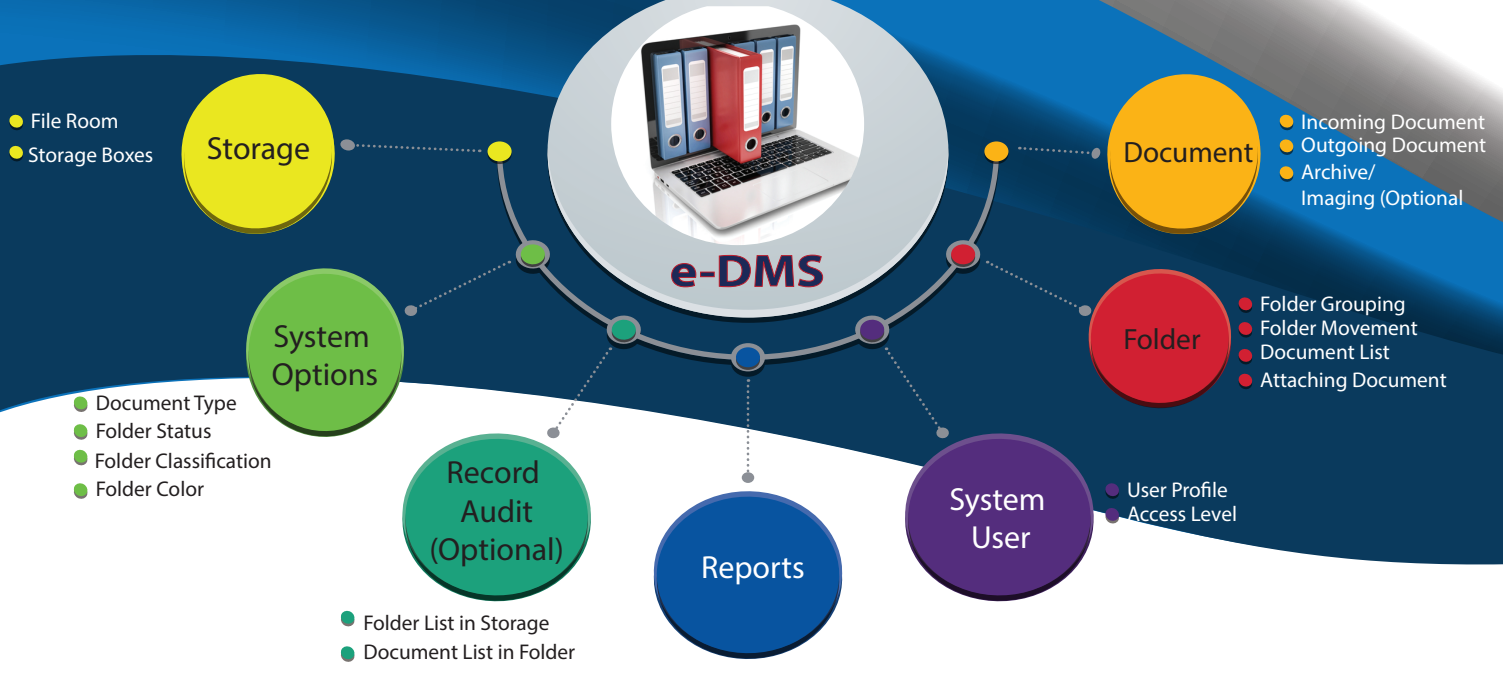 e-DMS
Storage
File Room
Storage Boxes
System
Options
Document Type
Folder Status
Folder Classification
Folder Color
Record
Audit
(Optional)
Folder List in Storage
Document List in Folder
Reports
System
User
User Profile
Access Level
Folder
Folder Grouping
Folder Movement
Document List
Attaching Document
Document
Incoming Document
Outgoing Document
Archive/
Imaging (Optional